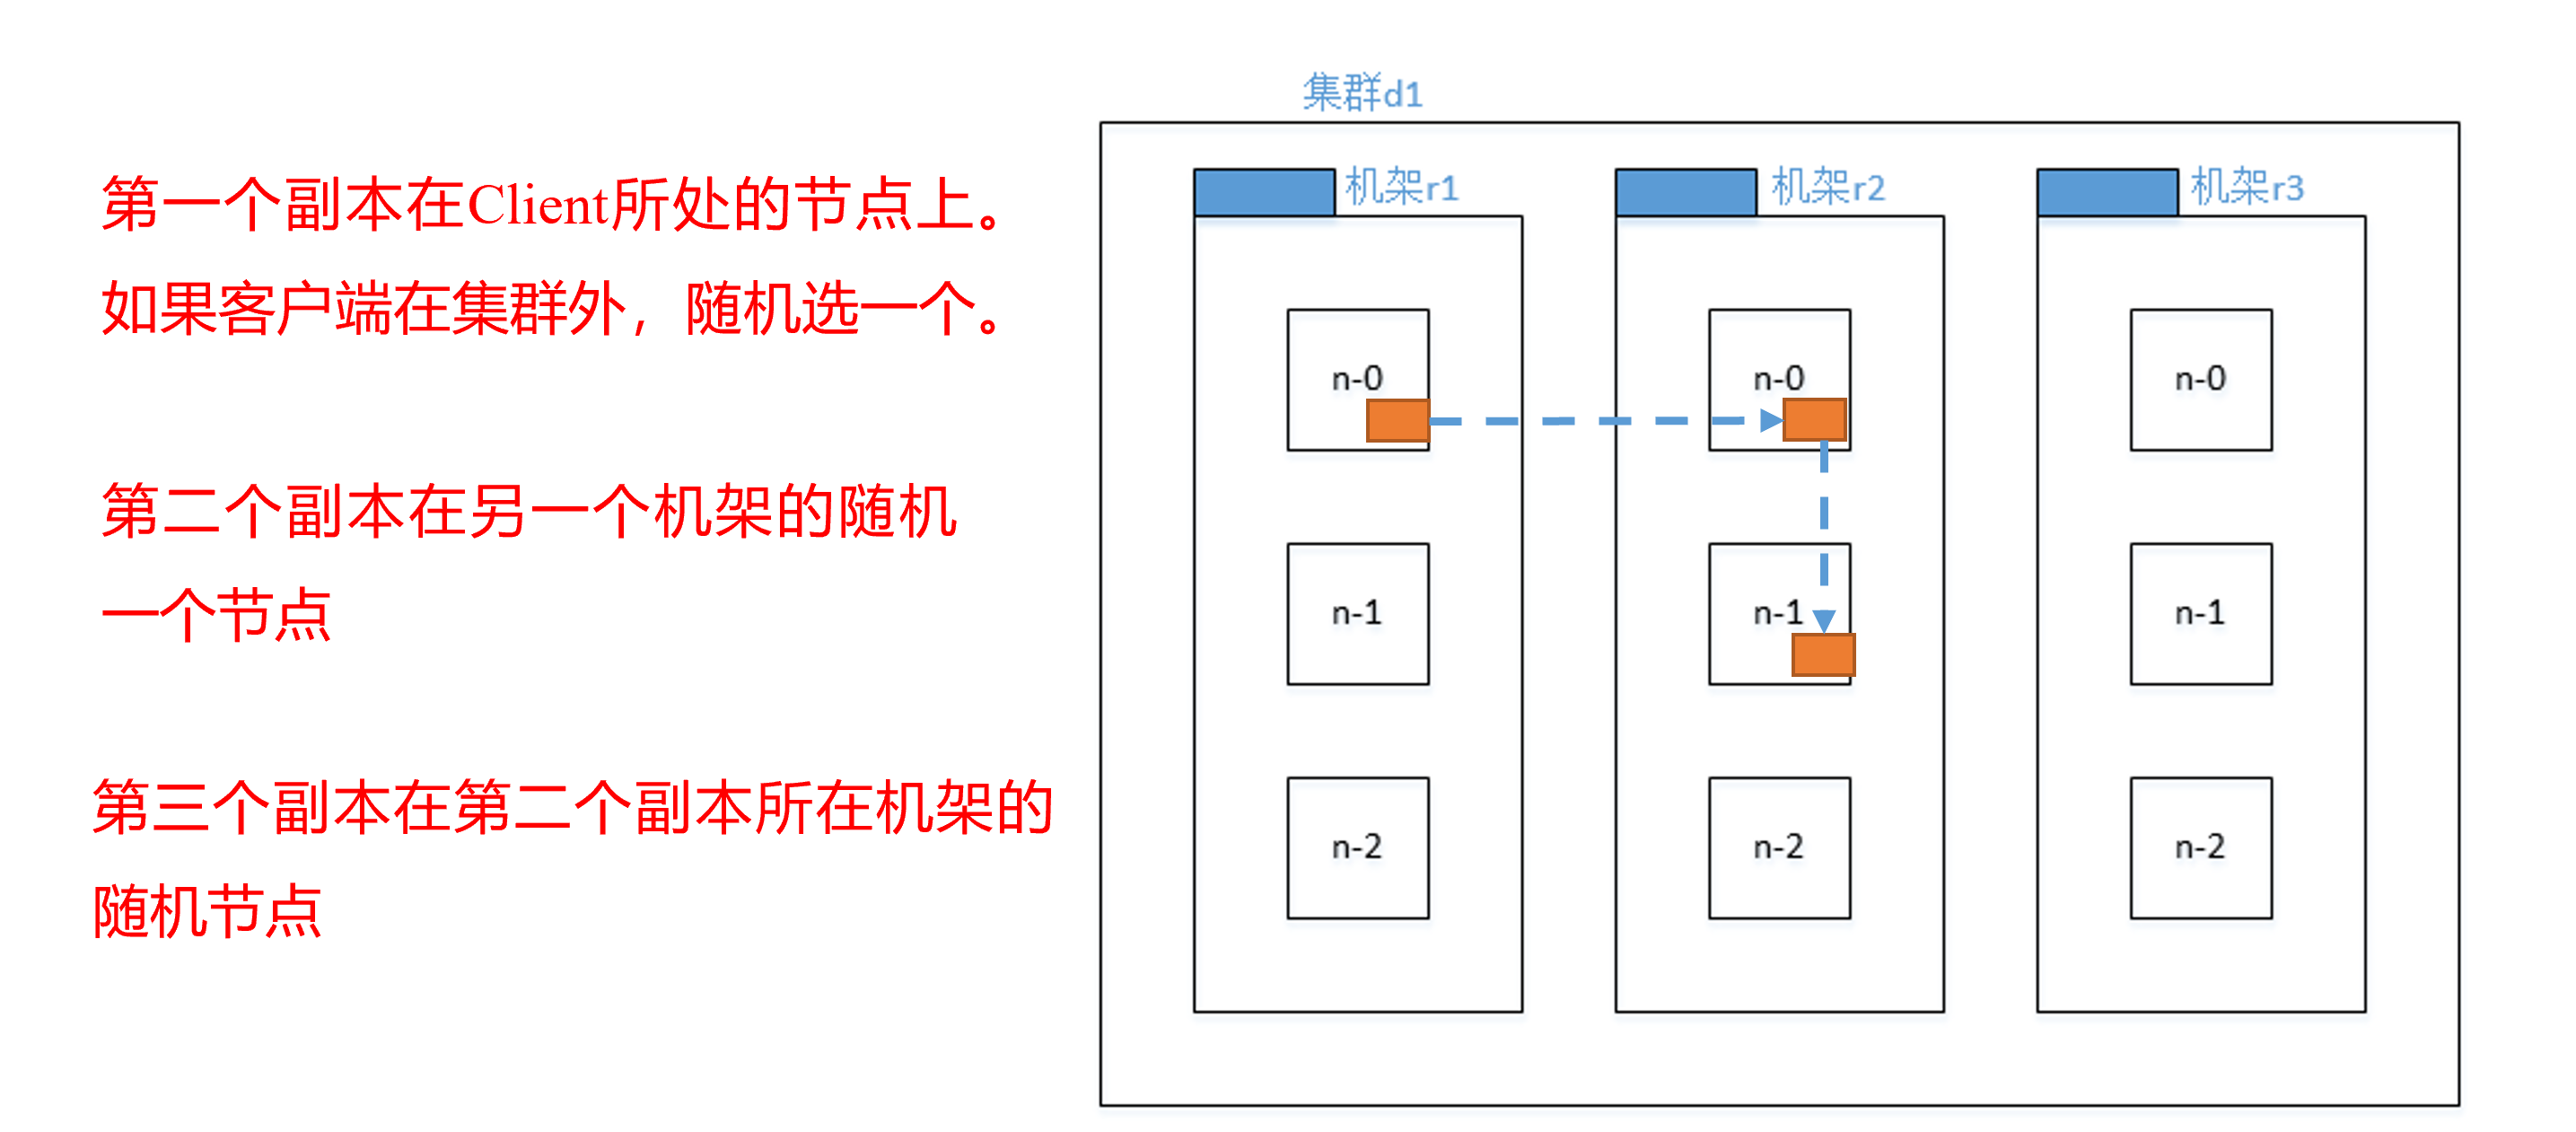 第一个副本在Client所处的节点上。
如果客户端在集群外，随机选一个。
第二个副本在另一个机架的随机
一个节点
第三个副本在第二个副本所在机架的
随机节点
集群d1
机架r1
机架r2
机架r3
n-0
n-0
n-0
n-1
n-1
n-1
n-2
n-2
n-2